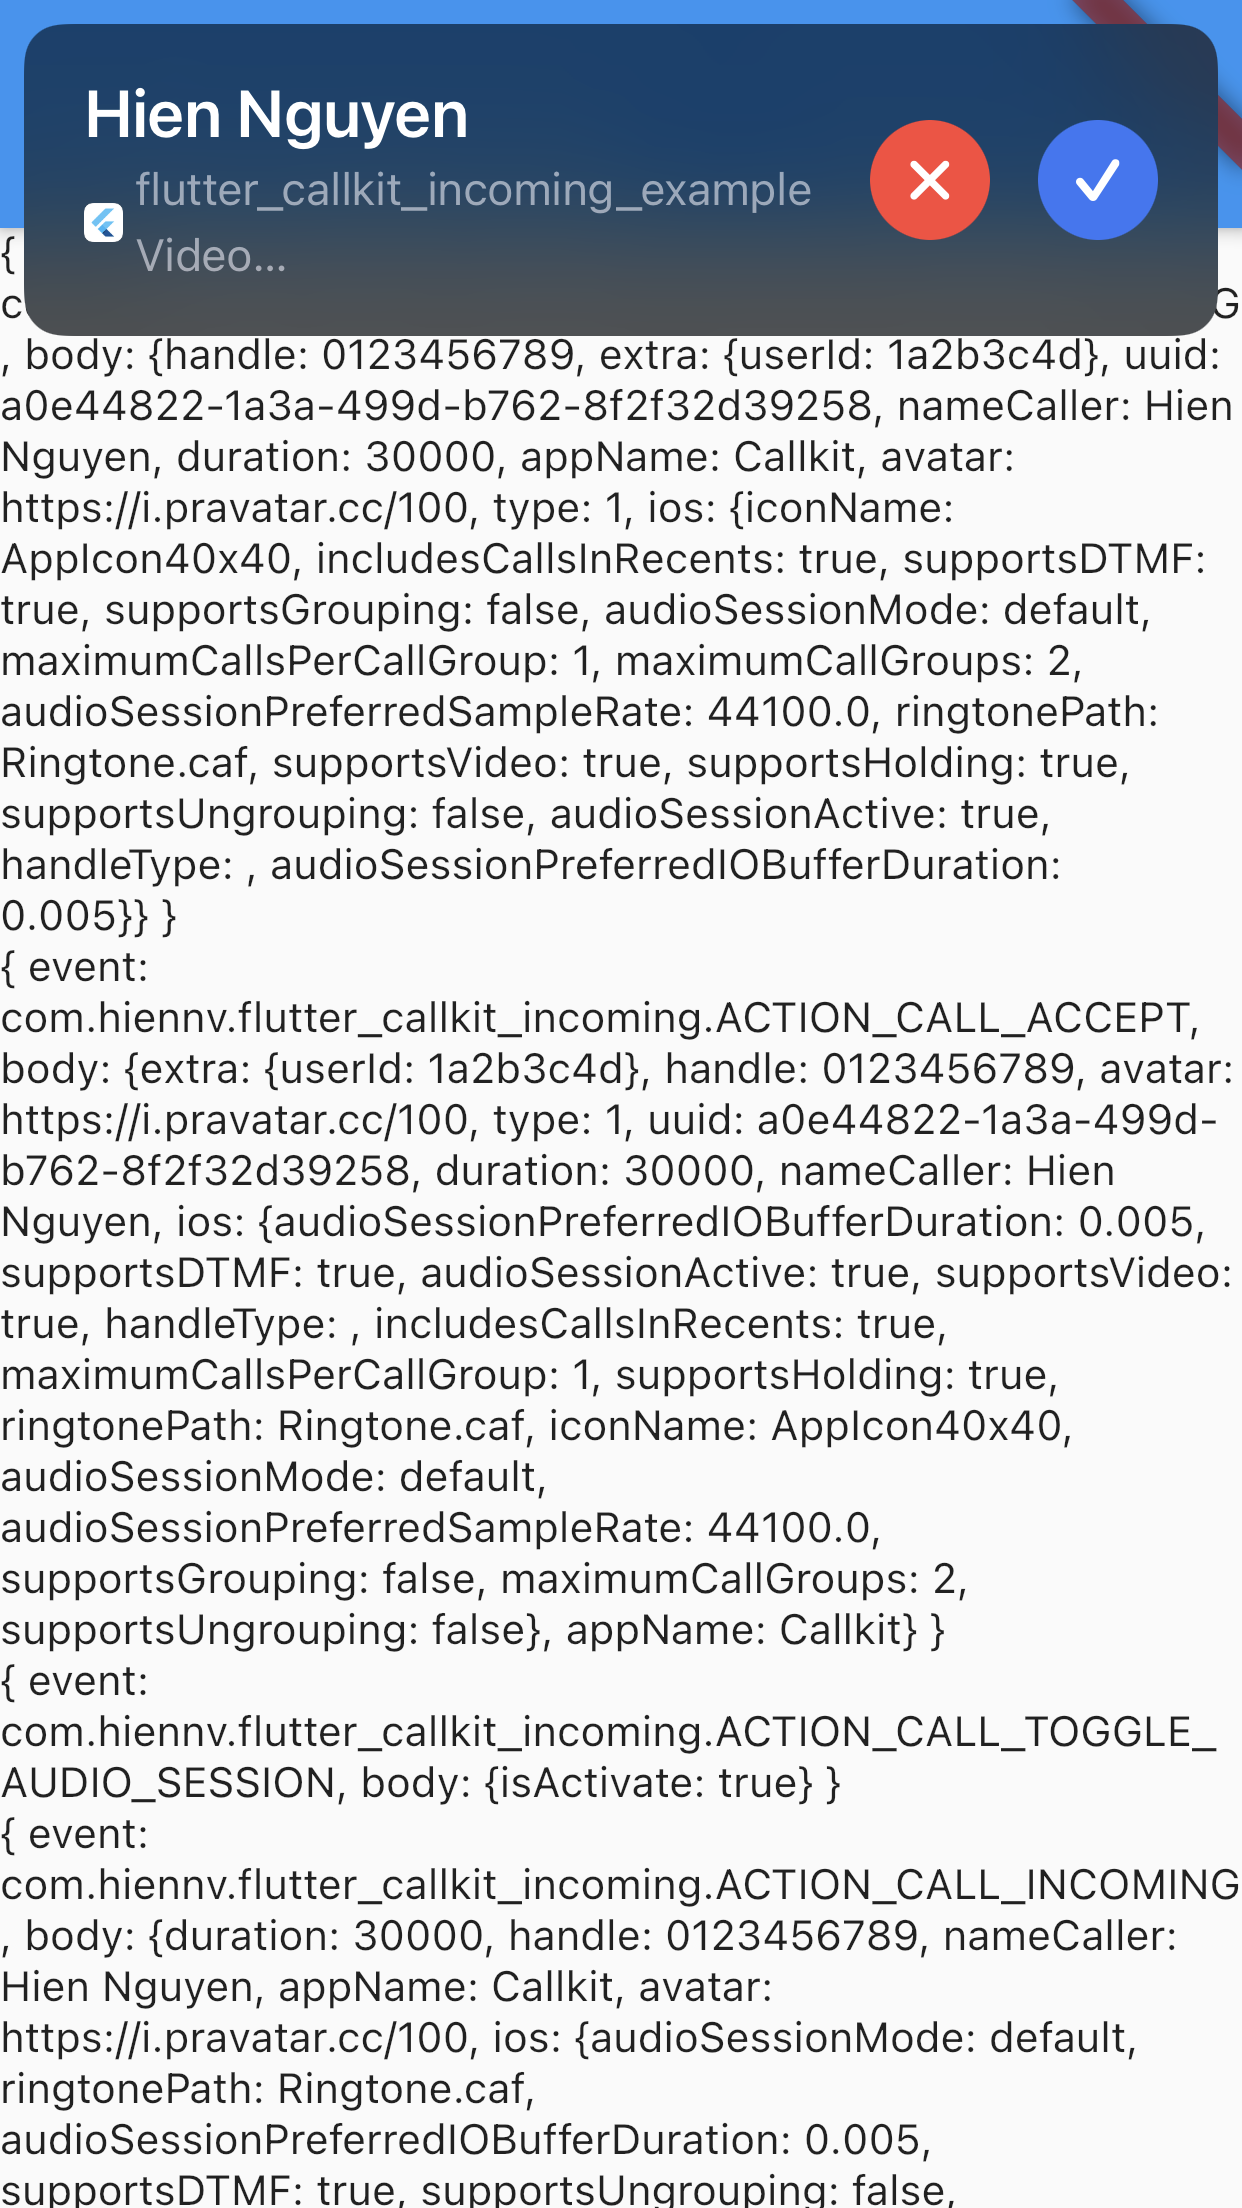 Hien Nguyen
flutter_callkit_incoming_example
Video...
{
c G
, body: {handle: 0123456789, extra: {userId: 1a2b3c4d}, uuid:
a0e44822-1a3a-499d-b762-8f2f32d39258, nameCaller: Hien
Nguyen, duration: 30000, appName: Callkit, avatar:
https://i.pravatar.cc/100, type: 1, ios: {iconName:
AppIcon40x40, includesCallsInRecents: true, supportsDTMF:
true, supportsGrouping: false, audioSessionMode: default,
maximumCallsPerCallGroup: 1, maximumCallGroups: 2,
audioSessionPreferredSampleRate: 44100.0, ringtonePath:
Ringtone.caf, supportsVideo: true, supportsHolding: true,
supportsUngrouping: false, audioSessionActive: true,
handleType: , audioSessionPreferredIOBufferDuration:
0.005}} }
{ event:
com.hiennv.flutter_callkit_incoming.ACTION_CALL_ACCEPT,
body: {extra: {userId: 1a2b3c4d}, handle: 0123456789, avatar:
https://i.pravatar.cc/100, type: 1, uuid: a0e44822-1a3a-499d-
b762-8f2f32d39258, duration: 30000, nameCaller: Hien
Nguyen, ios: {audioSessionPreferredIOBufferDuration: 0.005,
supportsDTMF: true, audioSessionActive: true, supportsVideo:
true, handleType: , includesCallsInRecents: true,
maximumCallsPerCallGroup: 1, supportsHolding: true,
ringtonePath: Ringtone.caf, iconName: AppIcon40x40,
audioSessionMode: default,
audioSessionPreferredSampleRate: 44100.0,
supportsGrouping: false, maximumCallGroups: 2,
supportsUngrouping: false}, appName: Callkit} }
{ event:
com.hiennv.flutter_callkit_incoming.ACTION_CALL_TOGGLE_
AUDIO_SESSION, body: {isActivate: true} }
{ event:
com.hiennv.flutter_callkit_incoming.ACTION_CALL_INCOMING
, body: {duration: 30000, handle: 0123456789, nameCaller:
Hien Nguyen, appName: Callkit, avatar:
https://i.pravatar.cc/100, ios: {audioSessionMode: default,
ringtonePath: Ringtone.caf,
audioSessionPreferredIOBufferDuration: 0.005,
supportsDTMF: true, supportsUngrouping: false,